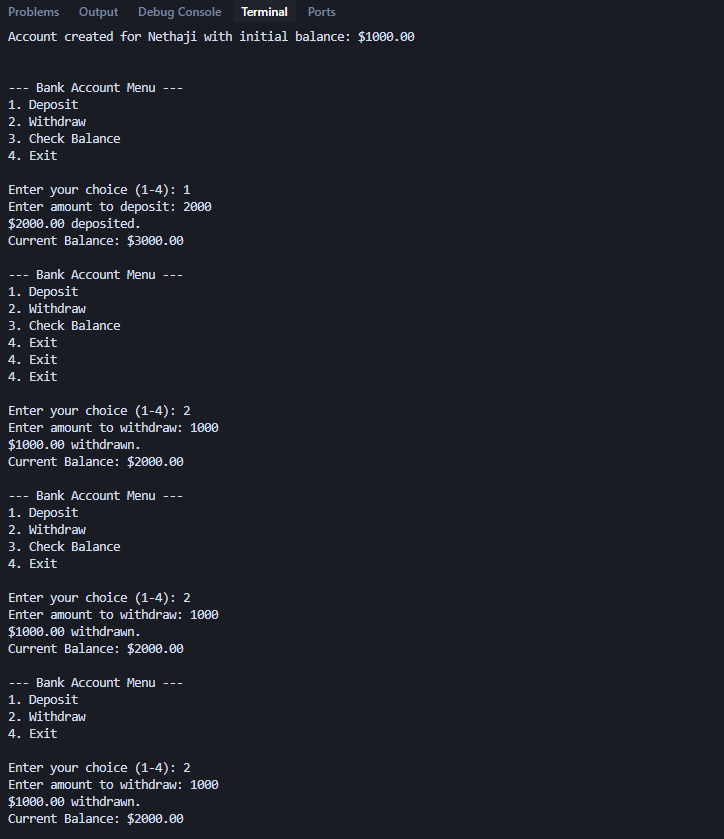 Problems Output Debug Console Terminal Ports
Account created for Nethaji with initial balance: $1000.00
--- Bank Account Menu ---
1. Deposit
2. Withdraw
3. Check Balance
4. Exit
Enter your choice (1-4): 1
Enter amount to deposit: 2000
$2000.00 deposited.
Current Balance: $3000.00
--- Bank Account Menu ---
1. Deposit
2. Withdraw
3. Check Balance
4. Exit
4. Exit
4. Exit
Enter your choice (1-4): 2
Enter amount to withdraw: 1000
$1000.00 withdrawn.
Current Balance: $2000.00
--- Bank Account Menu ---
1. Deposit
2. Withdraw
3. Check Balance
4. Exit
Enter your choice (1-4): 2
Enter amount to withdraw: 1000
$1000.00 withdrawn.
Current Balance: $2000.00
--- Bank Account Menu ---
1. Deposit
2. Withdraw
4. Exit
Enter your choice (1-4): 2
Enter amount to withdraw: 1000
$1000.00 withdrawn.
Current Balance: $2000.00